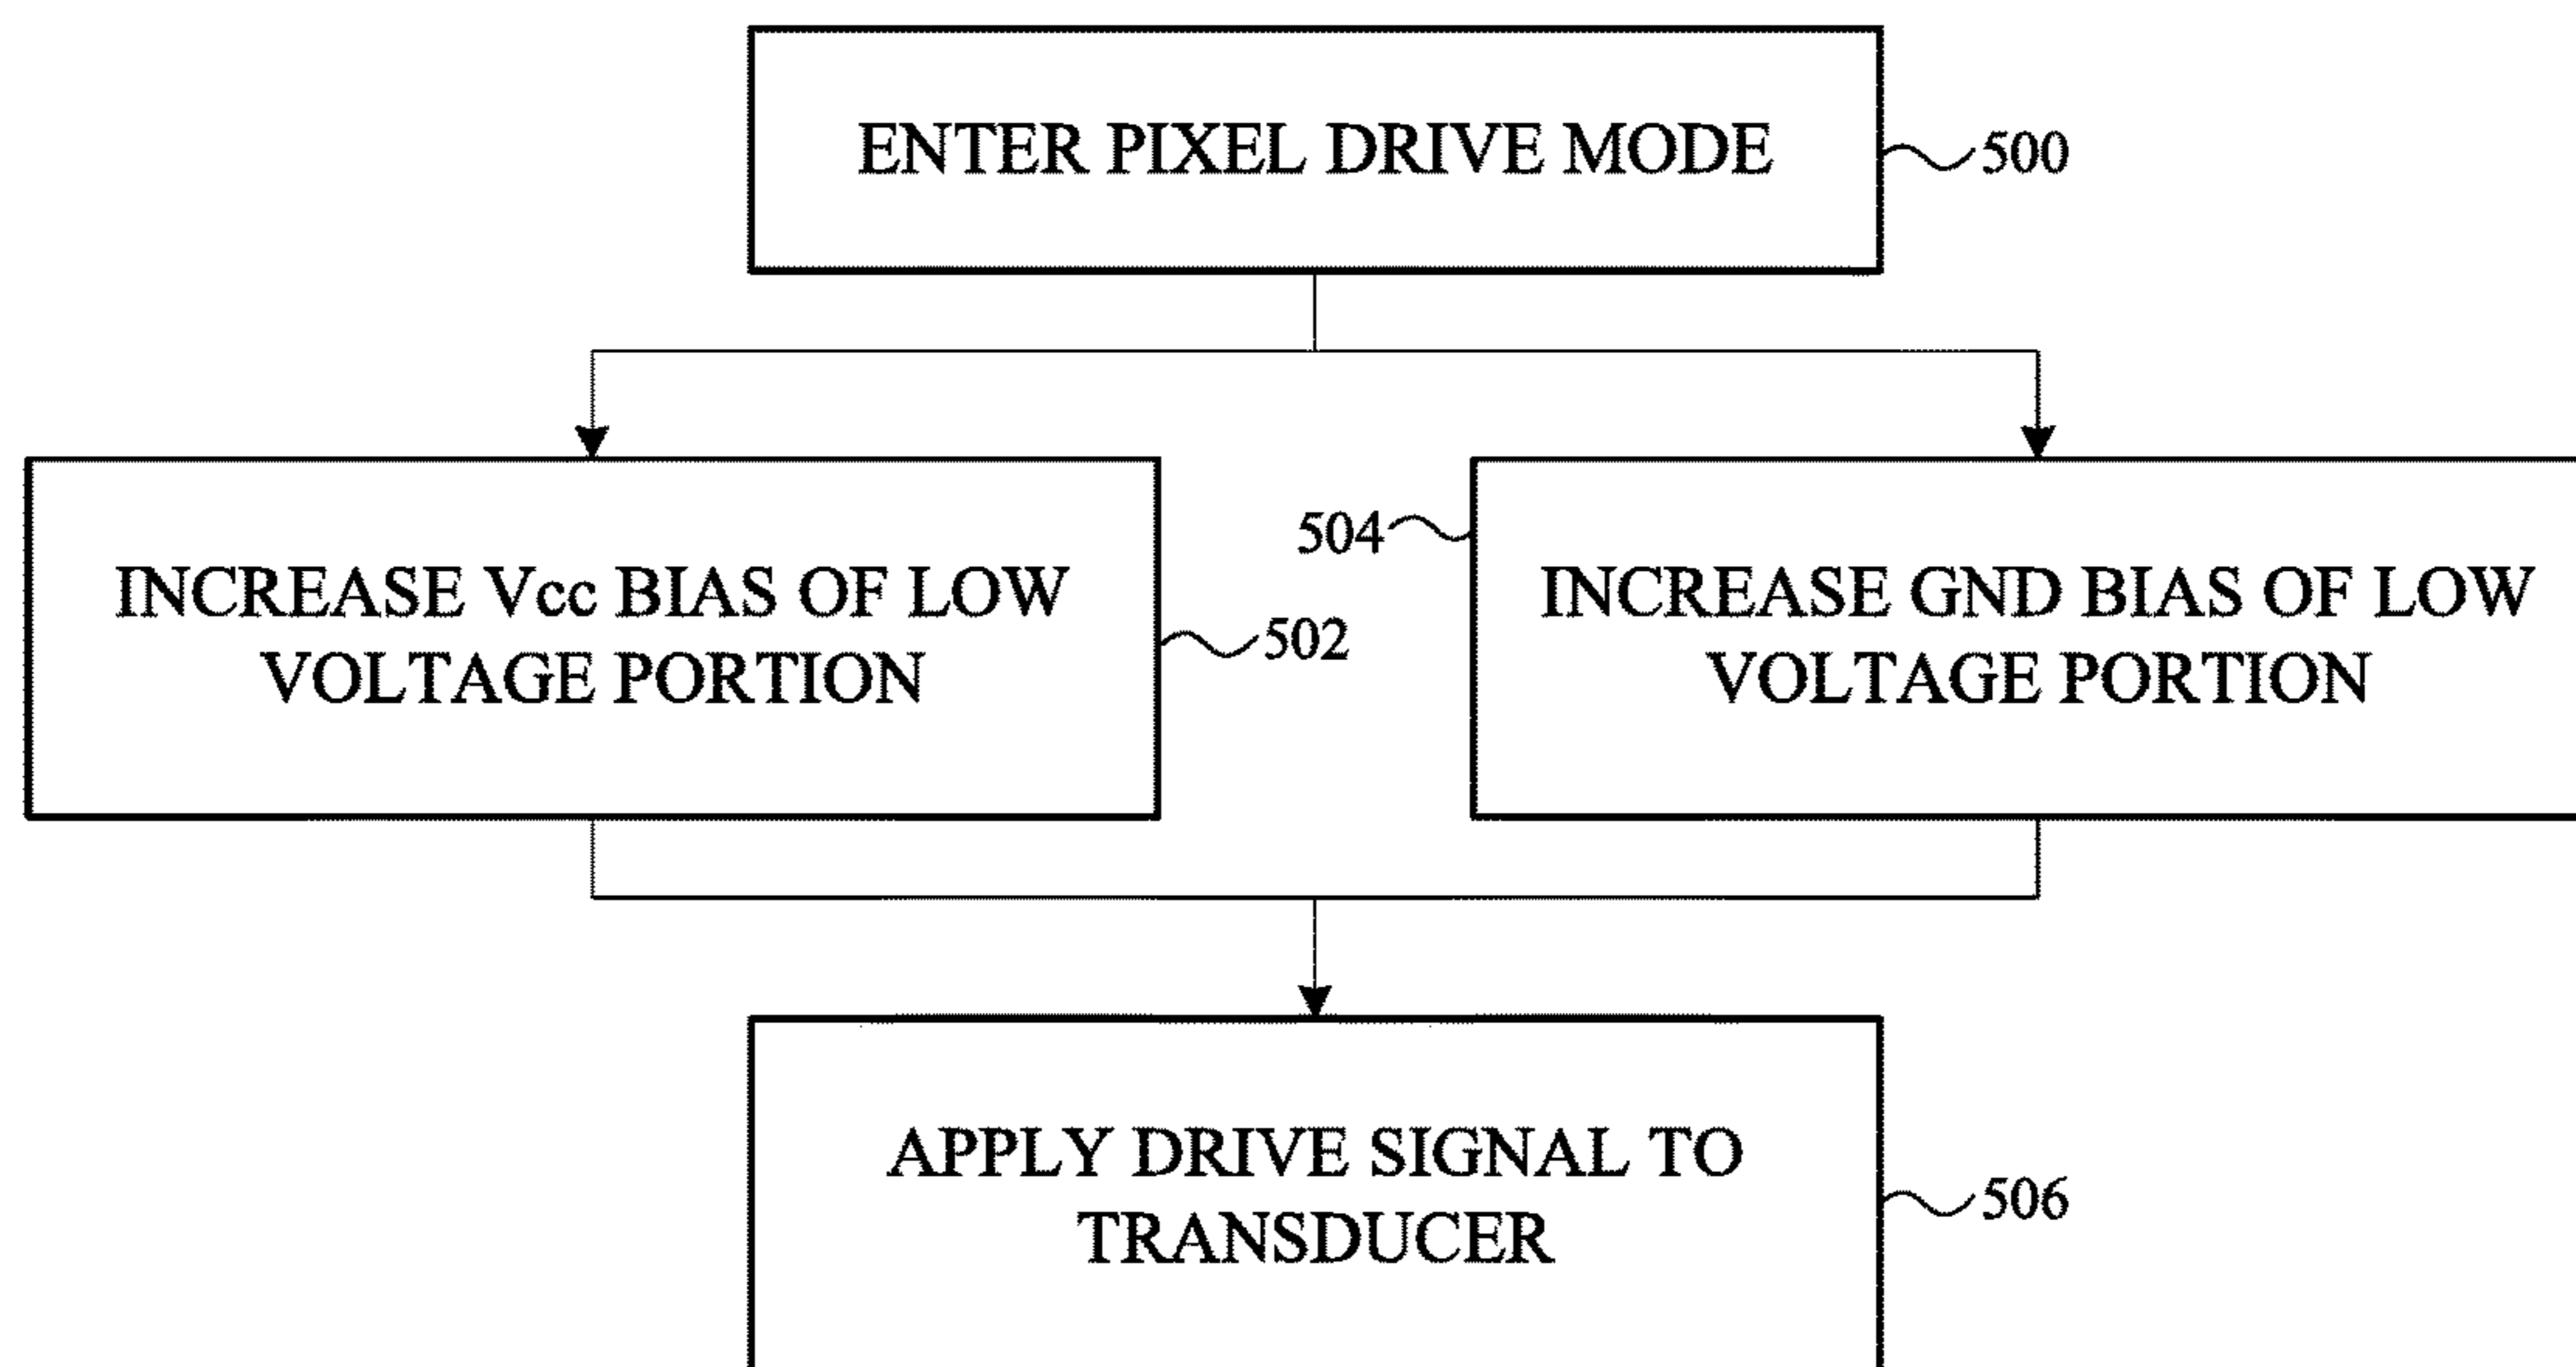 ENTER PIXEL DRIVE MODE
500
INCREASE Vcc BIAS OF LOW
VOLTAGE PORTION
502
504
INCREASE GND BIAS OF LOW
VOLTAGE PORTION
APPLY DRIVE SIGNAL TO
TRANSDUCER
506